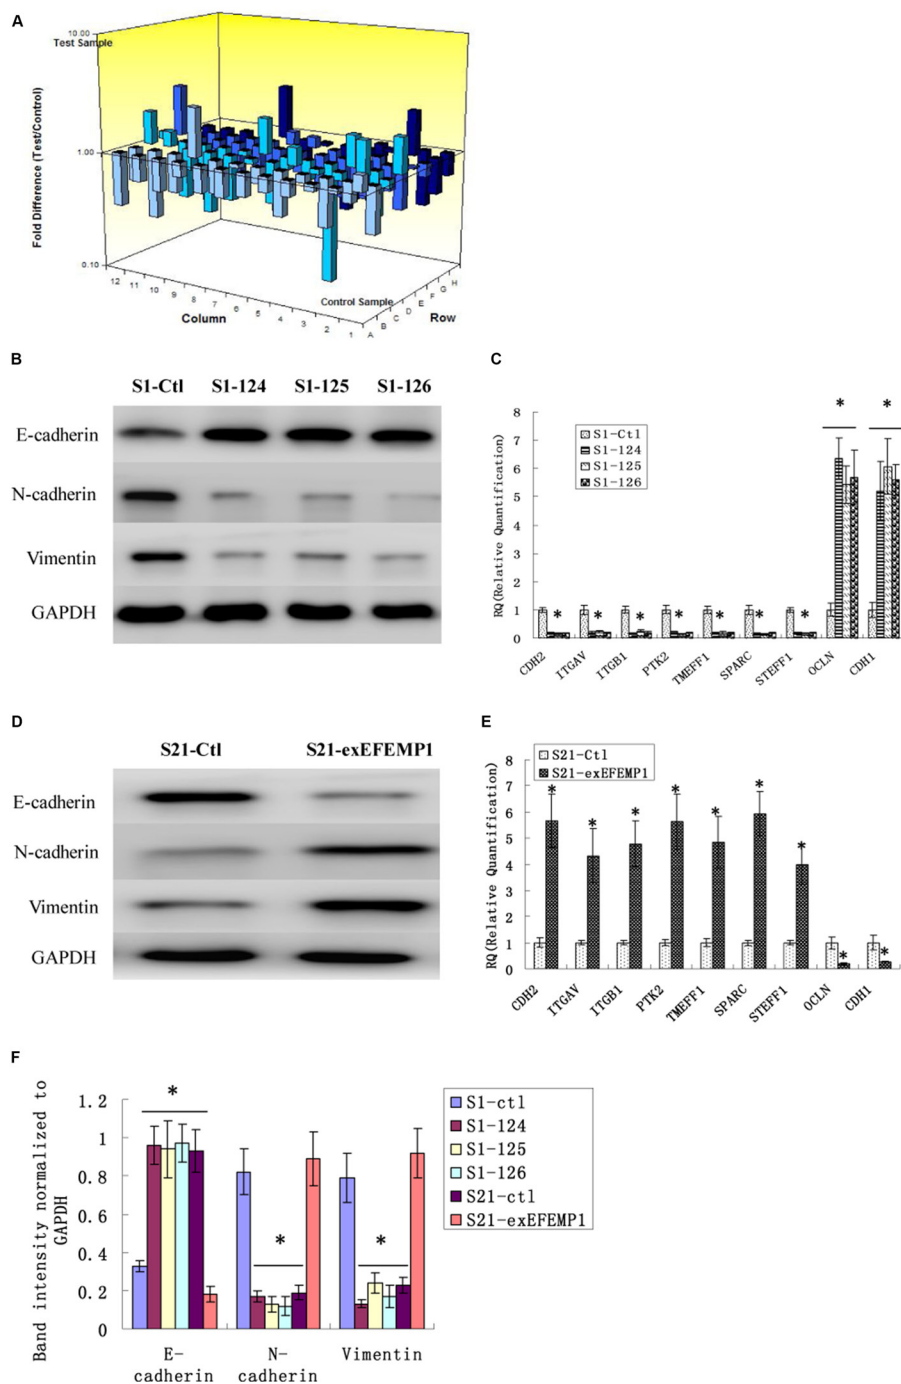 A
10.00
Test Sample
1.00
0.10
Fold Difference (Test/Control)
12 11 10 9 8 7 6 5 4 3 2 1
Column
Control Sample
A B C D E F G H
Row
B
S1-Ctl S1-124 S1-125 S1-126
E-cadherin
N-cadherin
Vimentin
GAPDH
C
RQ(Relative Quantification)
8
7
6
5
4
3
2
1
0
S1-Ctl
S1-124
S1-125
S1-126
* *
* * * * * * *
CDH2 ITGAV ITGB1 PTK2 TMEFF1 SPARC STEFF1 OCLN CDH1
D
S21-Ctl S21-exEFEMP1
E-cadherin
N-cadherin
Vimentin
GAPDH
E
RQ(Relative Quantification)
8
7
6
5
4
3
2
1
0
S21-Ctl
S21-exEFEMP1
* * * * * * * * *
CDH2 ITGAV ITGB1 PTK2 TMEFF1 SPARC STEFF1 OCLN CDH1
F
Band intensity normalized to
GAPDH
1.2
1
0.8
0.6
0.4
0.2
0
* * *
E-
cadherin
N-
cadherin
Vimentin
S1-ctl
S1-124
S1-125
S1-126
S21-ctl
S21-exEFEMP1